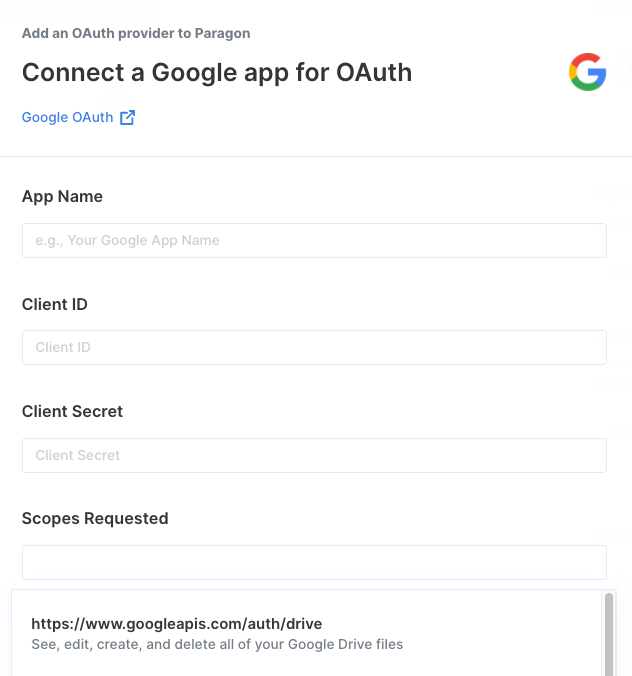 Add an OAuth provider to Paragon
Connect a Google app for OAuth
Google OAuth
App Name
e.g., Your Google App Name
Client ID
Client ID
Client Secret
Client Secret
Scopes Requested
https://www.googleapis.com/auth/drive
See, edit, create, and delete all of your Google Drive files